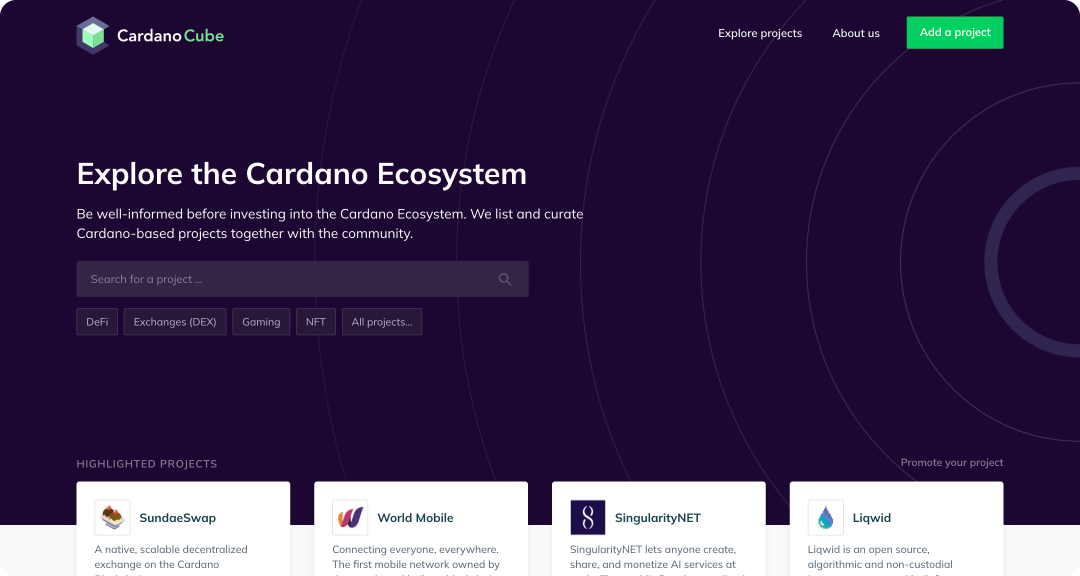 CardanoCube
Explore projects
About us
Add a project
Explore the Cardano Ecosystem
Be well-informed before investing into the Cardano Ecosystem. We list and curate
Cardano-based projects together with the community.
Search for a project ...
DeFi
Exchanges (DEX)
Gaming
NFT
All projects...
HIGHLIGHTED PROJECTS
Promote your project
SundaeSwap
A native, scalable decentralized
exchange on the Cardano
World Mobile
Connecting everyone, everywhere.
The first mobile network owned by
SingularityNET
SingularityNET lets anyone create,
share, and monetize AI services at
Liqwid
Liqwid is an open source,
algorithmic and non-custodial